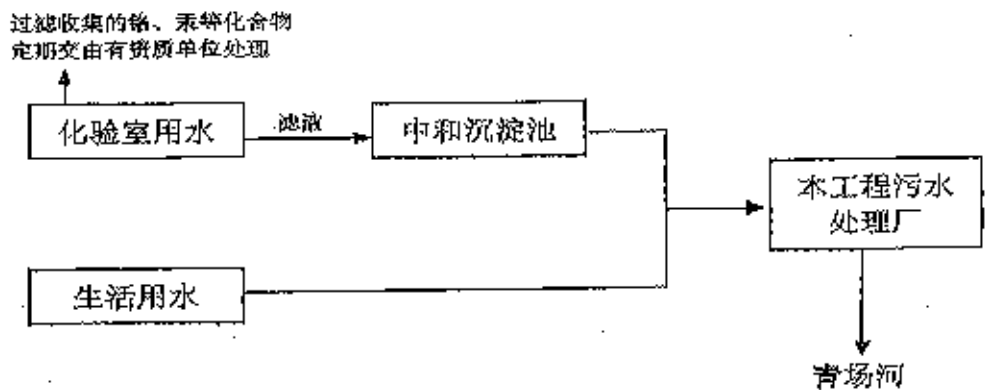 过滤收集的铬、汞等化合物
定期交由有资质单位处理
化验室用水
滤液
中和沉淀池
本工程污水
处理厂
生活用水
青场河